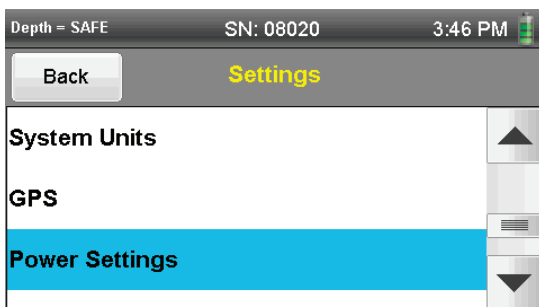 Depth = SAFE SN: 08020 3:46 PM
Back Settings
System Units
GPS
Power Settings